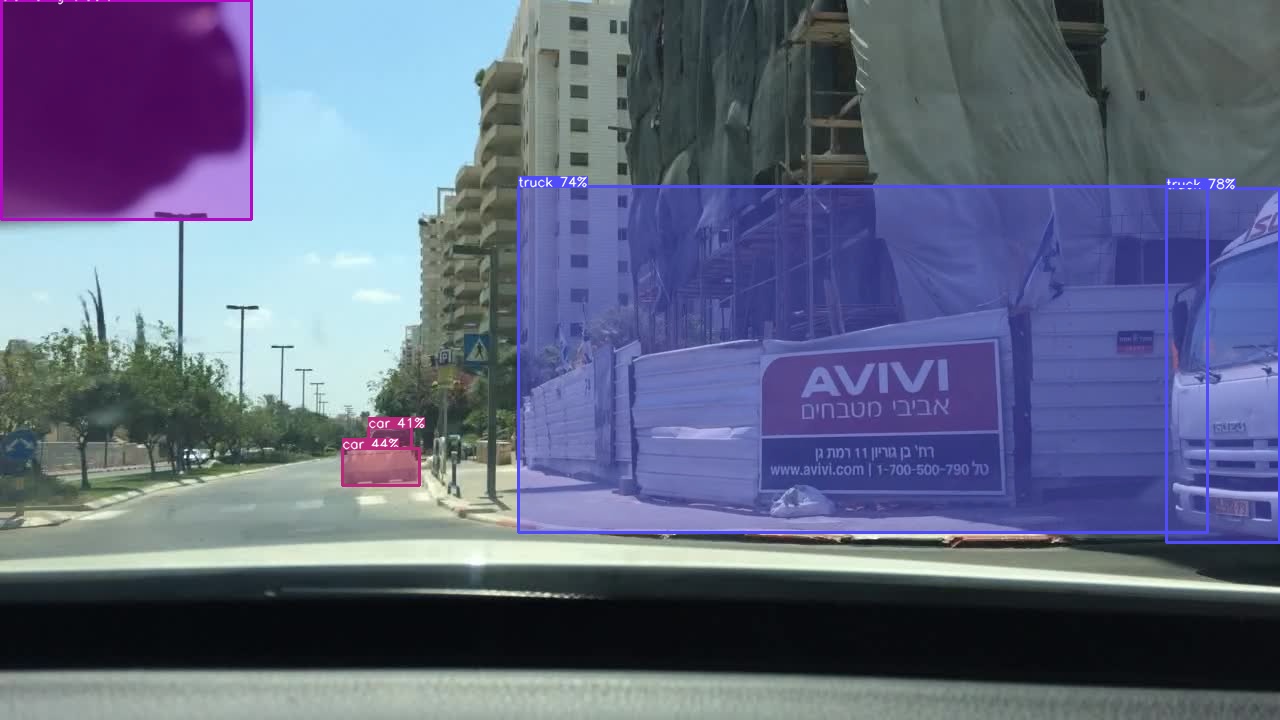 truck 74%
truck 78%
car 41%
car 44%
P
AVIVI
אביבי מטבחים
רח' בן גוריון 11 רמת גן
www.avivi.com | 1-700-500-790 טל
ISUZU